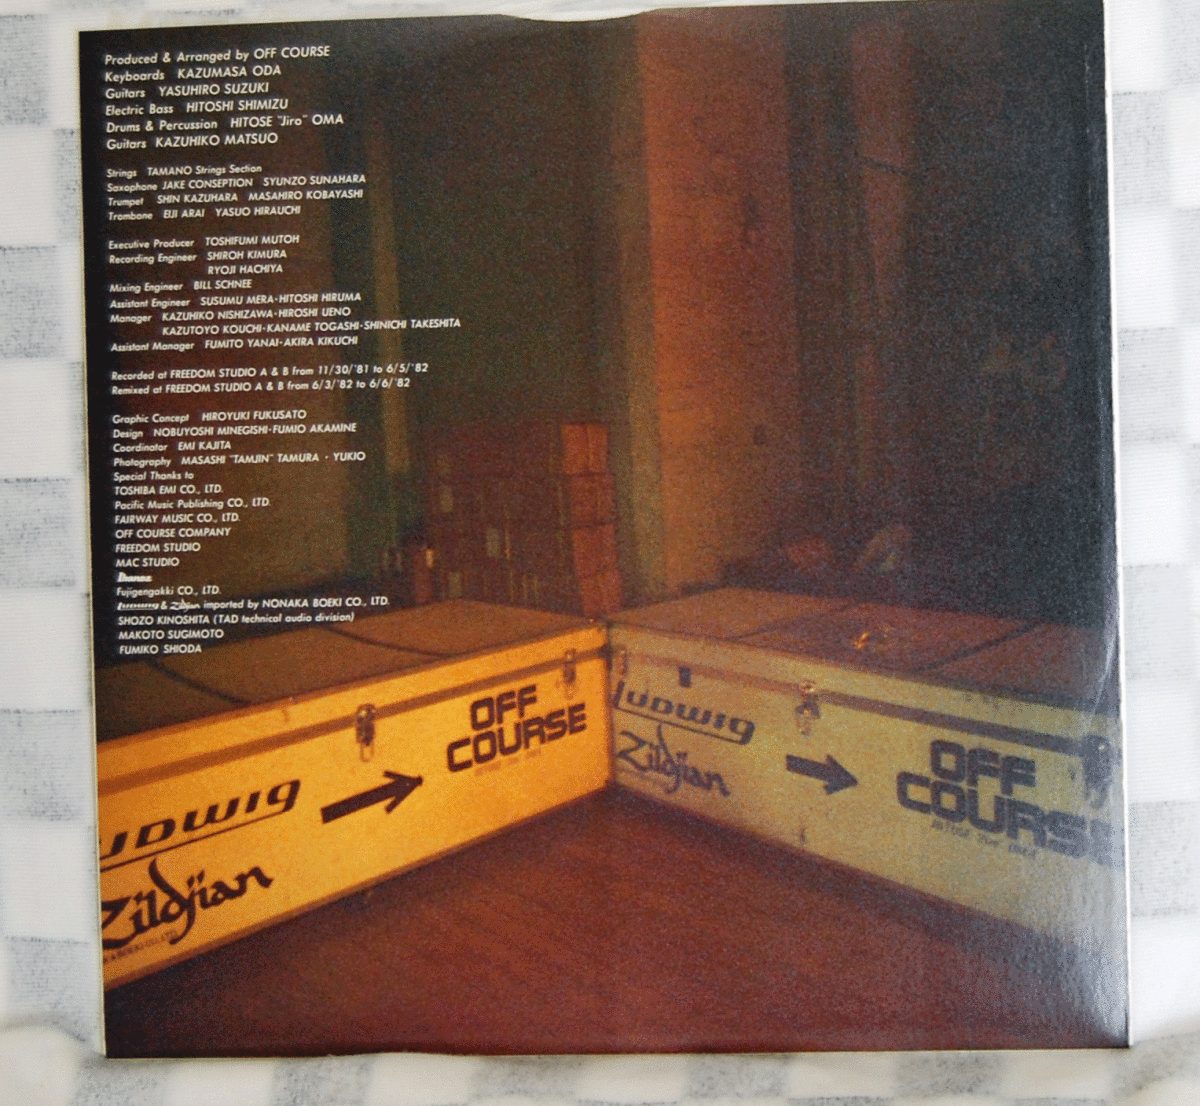 Produced & Arranged by OFF COURSE
Keyboards KAZUMASA ODA
Guitars YASUHIRO SUZUKI
Electric Bass HITOSHI SHIMIZU
Drums & Percussion HITOSE "Jiro" OMA
Guitars KAZUHIKO MATSUO
Strings TAMANO Strings Section
Saxophone JAKE CONSEPTION SYUNZO SUNAHARA
Trumpet SHIN KAZUHARA MASAHIRO KOBAYASHI
Trombone EIJI ARAI YASUO HIRAUCHI
Executive Producer TOSHIFUMI MUTOH
Recording Engineer SHIROH KIMURA
RYOJI HACHIYA
Mixing Engineer BILL SCHNEE
Assistant Engineer SUSUMU MERA・HITOSHI HIRUMA
Manager KAZUHIKO NISHIZAWA・HIROSHI UENO
KAZUTOYO KOUCHI・KANAME TOGASHI・SHINICHI TAKESHITA
Assistant Manager FUMITO YANAI・AKIRA KIKUCHI
Recorded at FREEDOM STUDIO A & B from 11/30/'81 to 6/5/'82
Remixed at FREEDOM STUDIO A & B from 6/3/'82 to 6/6/'82
Graphic Concept HIROYUKI FUKUSATO
Design NOBUYOSHI MINEGISHI・FUMIO AKAMINE
Coordinator EMI KAJITA
Photography MASASHI "TAMJIN" TAMURA ・ YUKIO
Special Thanks to
TOSHIBA EMI CO., LTD.
Pacific Music Publishing CO., LTD.
FAIRWAY MUSIC CO., LTD.
OFF COURSE COMPANY
FREEDOM STUDIO
MAC STUDIO
Ibanez
Fujigengakki CO., LTD.
Ludwig & Zildjian imported by NONAKA BOEKI CO., LTD.
SHOZO KINOSHITA (TAD technical audio division)
MAKOTO SUGIMOTO
FUMIKO SHIODA
OFF
COURSE
Ludwig
Zildjian
OFF
COURSE
udwig
Zildjian